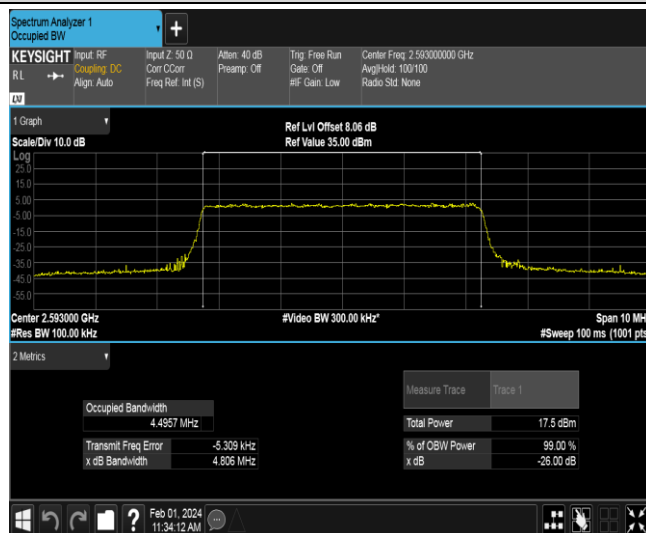 Spectrum Analyzer 1
Occupied BW
+
KEYSIGHT
RL
LXI
Input: RF
Coupling: DC
Align: Auto
Input Z: 50 Ω
Corr CCorr
Freq Ref: Int (S)
Atten: 40 dB
Preamp: Off
Trig: Free Run
Gate: Off
#IF Gain: Low
Center Freq: 2.593000000 GHz
Avg|Hold: 100/100
Radio Std: None
1 Graph
Scale/Div 10.0 dB
Ref Lvl Offset 8.06 dB
Ref Value 35.00 dBm
Log
25.0
15.0
5.00
-5.00
-15.0
-25.0
-35.0
-45.0
-55.0
Center 2.593000 GHz
#Res BW 100.00 kHz
#Video BW 300.00 kHz*
Span 10 MH
#Sweep 100 ms (1001 pts
2 Metrics
Measure Trace Trace 1
Occupied Bandwidth
4.4957 MHz
Total Power 17.5 dBm
Transmit Freq Error -5.309 kHz
% of OBW Power 99.00 %
x dB Bandwidth 4.806 MHz
x dB -26.00 dB
?
Feb 01, 2024
11:34:12 AM